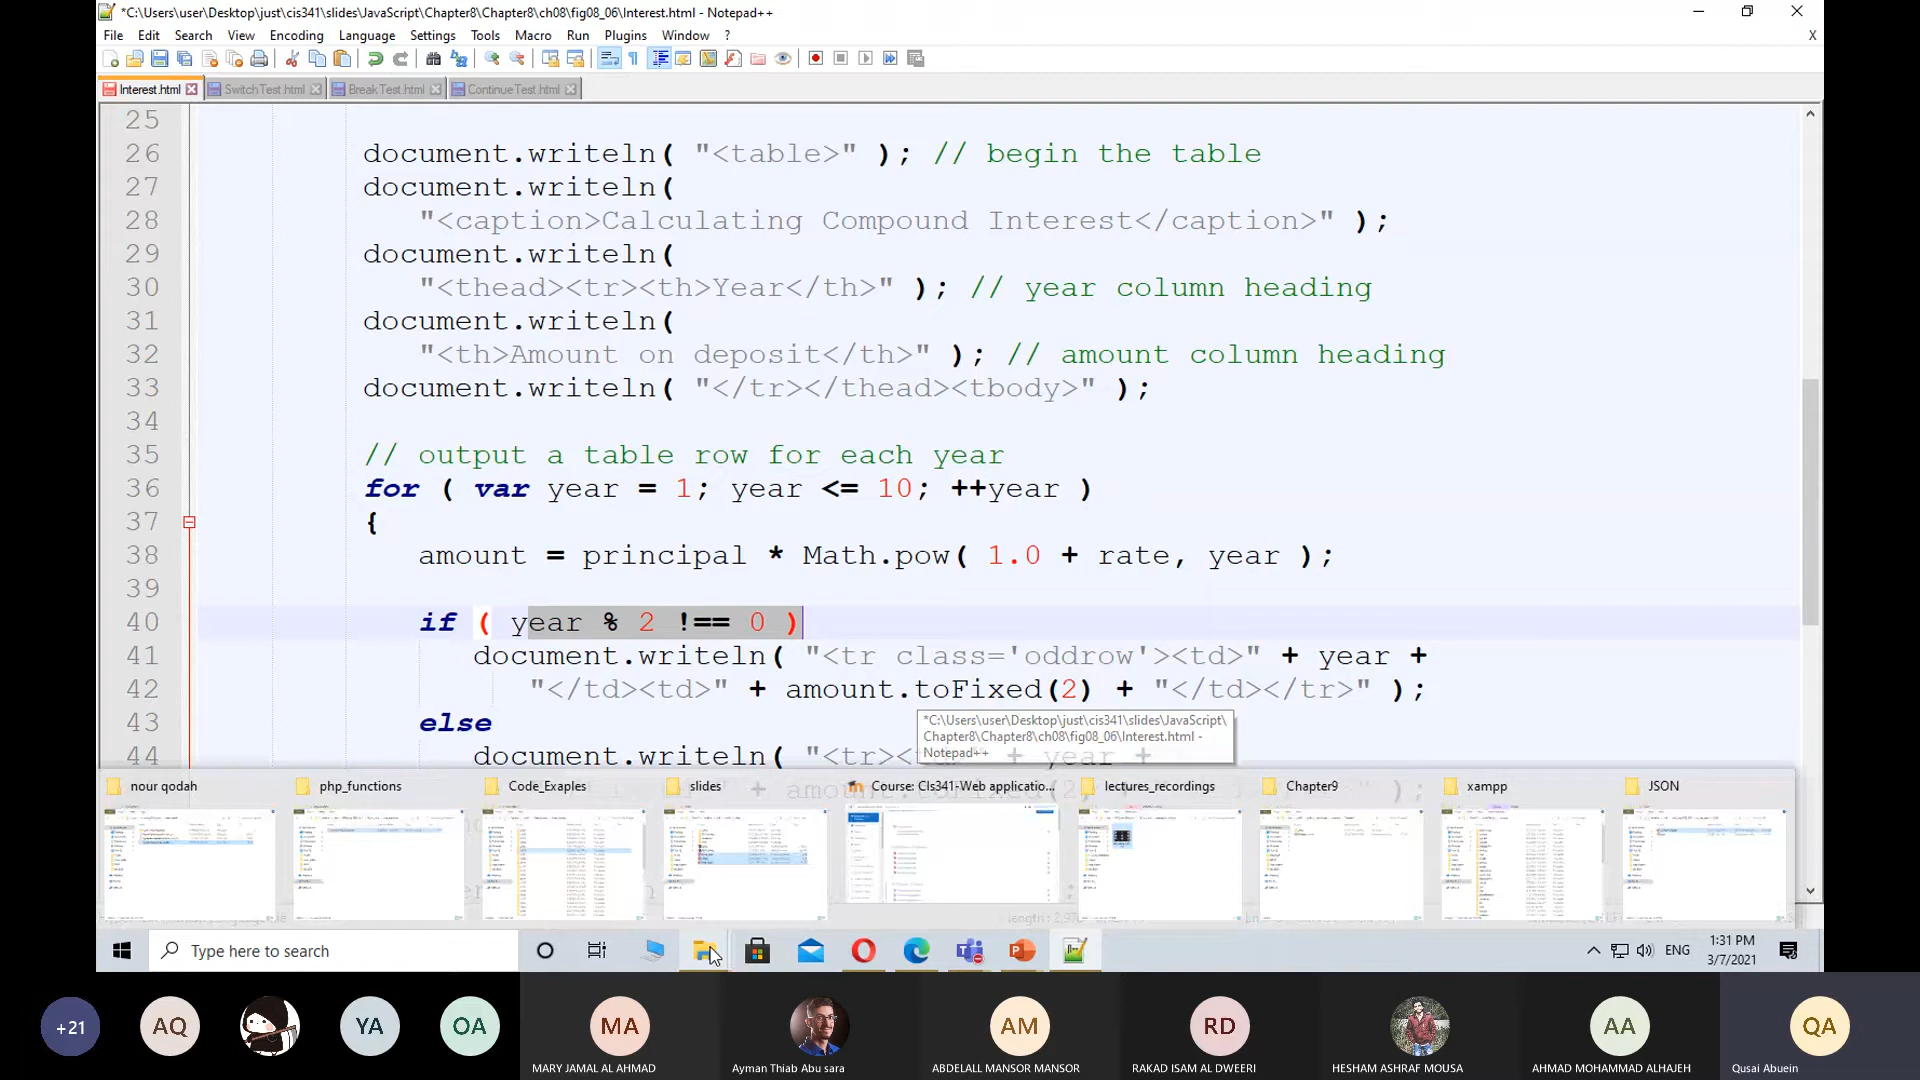 *C:\Users\user\Desktop\just\cis341\slides\JavaScript\Chapter8\Chapter8\ch08\fig08_06\Interest.html - Notepad++
File Edit Search View Encoding Language Settings Tools Macro Run Plugins Window ? X
Interest.html SwitchTest.html BreakTest.html ContinueTest.html
25
26 document.writeln( "<table>" ); // begin the table
27 document.writeln(
28 "<caption>Calculating Compound Interest</caption>" );
29 document.writeln(
30 "<thead><tr><th>Year</th>" ); // year column heading
31 document.writeln(
32 "<th>Amount on deposit</th>" ); // amount column heading
33 document.writeln( "</tr></thead><tbody>" );
34
35 // output a table row for each year
36 for ( var year = 1; year <= 10; ++year )
37 {
38 amount = principal * Math.pow( 1.0 + rate, year );
39
40 if ( year % 2 !== 0 )
41 document.writeln( "<tr class='oddrow'><td>" + year +
42 "</td><td>" + amount.toFixed(2) + "</td></tr>" );
43 else
*C:\Users\user\Desktop\just\cis341\slides\JavaScript\
Chapter8\Chapter8\ch08\fig08_06\Interest.html -
Notepad++
44 document.writeln( "<tr><td>" + year +
nour qodah php_functions Code_Exaples slides Course: CIs341-Web applicatio... lectures_recordings Chapter9 xampp JSON
Type here to search
ENG
1:31 PM
3/7/2021
+21 AQ YA OA MA AM RD AA QA
MARY JAMAL AL AHMAD Ayman Thiab Abu sara ABDELALL MANSOR MANSOR RAKAD ISAM AL DWEERI HESHAM ASHRAF MOUSA AHMAD MOHAMMAD ALHAJEH Qusai Abuein